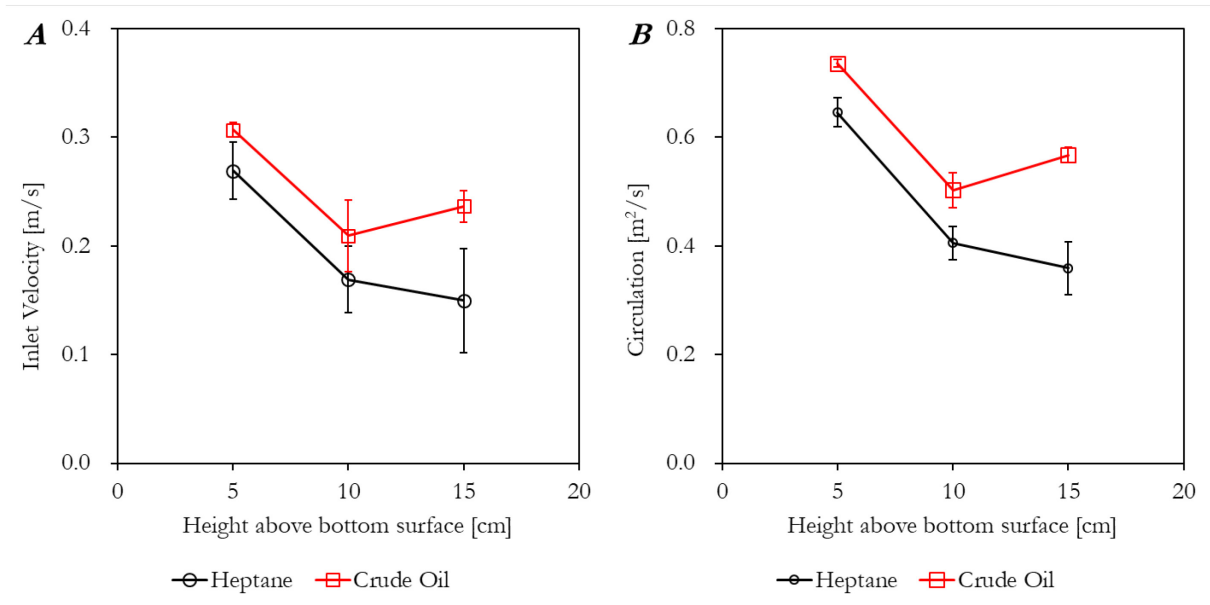 A
0.4
0.3
0.2
0.1
0.0
Inlet Velocity [m/s]
0 5 10 15 20
Height above bottom surface [cm]
Heptane Crude Oil
B
0.8
0.6
0.4
0.2
0.0
Circulation [m²/s]
0 5 10 15 20
Height above bottom surface [cm]
Heptane Crude Oil